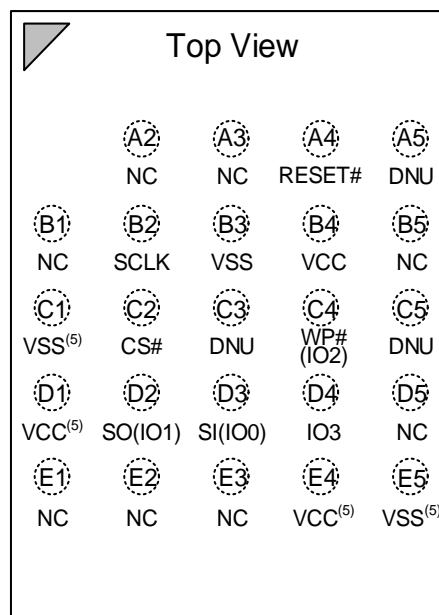 Top View
A2 A3 A4 A5
NC NC RESET# DNU
B1 B2 B3 B4 B5
NC SCLK VSS VCC NC
C1 C2 C3 C4 C5
VSS(5) CS# DNU WP# DNU
(IO2)
D1 D2 D3 D4 D5
VCC(5) SO(IO1) SI(IO0) IO3 NC
E1 E2 E3 E4 E5
NC NC NC VCC(5) VSS(5)